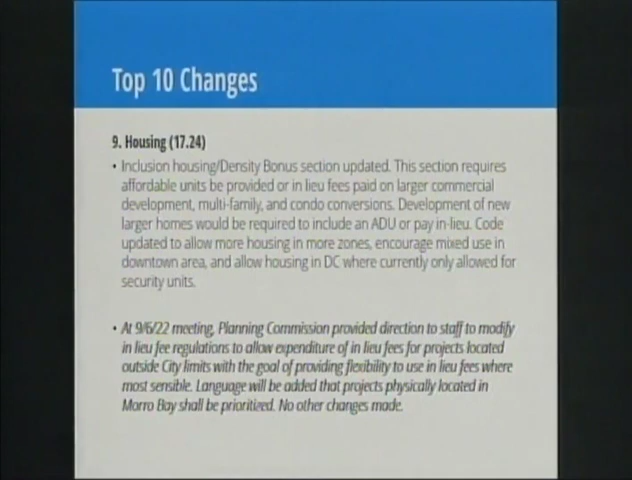 Top 10 Changes
9. Housing (17.24)
• Inclusion housing/Density Bonus section updated. This section requires
affordable units be provided or in lieu fees paid on larger commercial
development, multi-family, and condo conversions. Development of new
larger homes would be required to include an ADU or pay in-lieu. Code
updated to allow more housing in more zones, encourage mixed use in
downtown area, and allow housing in DC where currently only allowed for
security units.
• At 9/6/22 meeting, Planning Commission provided direction to staff to modify
in lieu fee regulations to allow expenditure of in lieu fees for projects located
outside City limits with the goal of providing flexibility to use in lieu fees where
most sensible. Language will be added that projects physically located in
Morro Bay shall be prioritized. No other changes made.